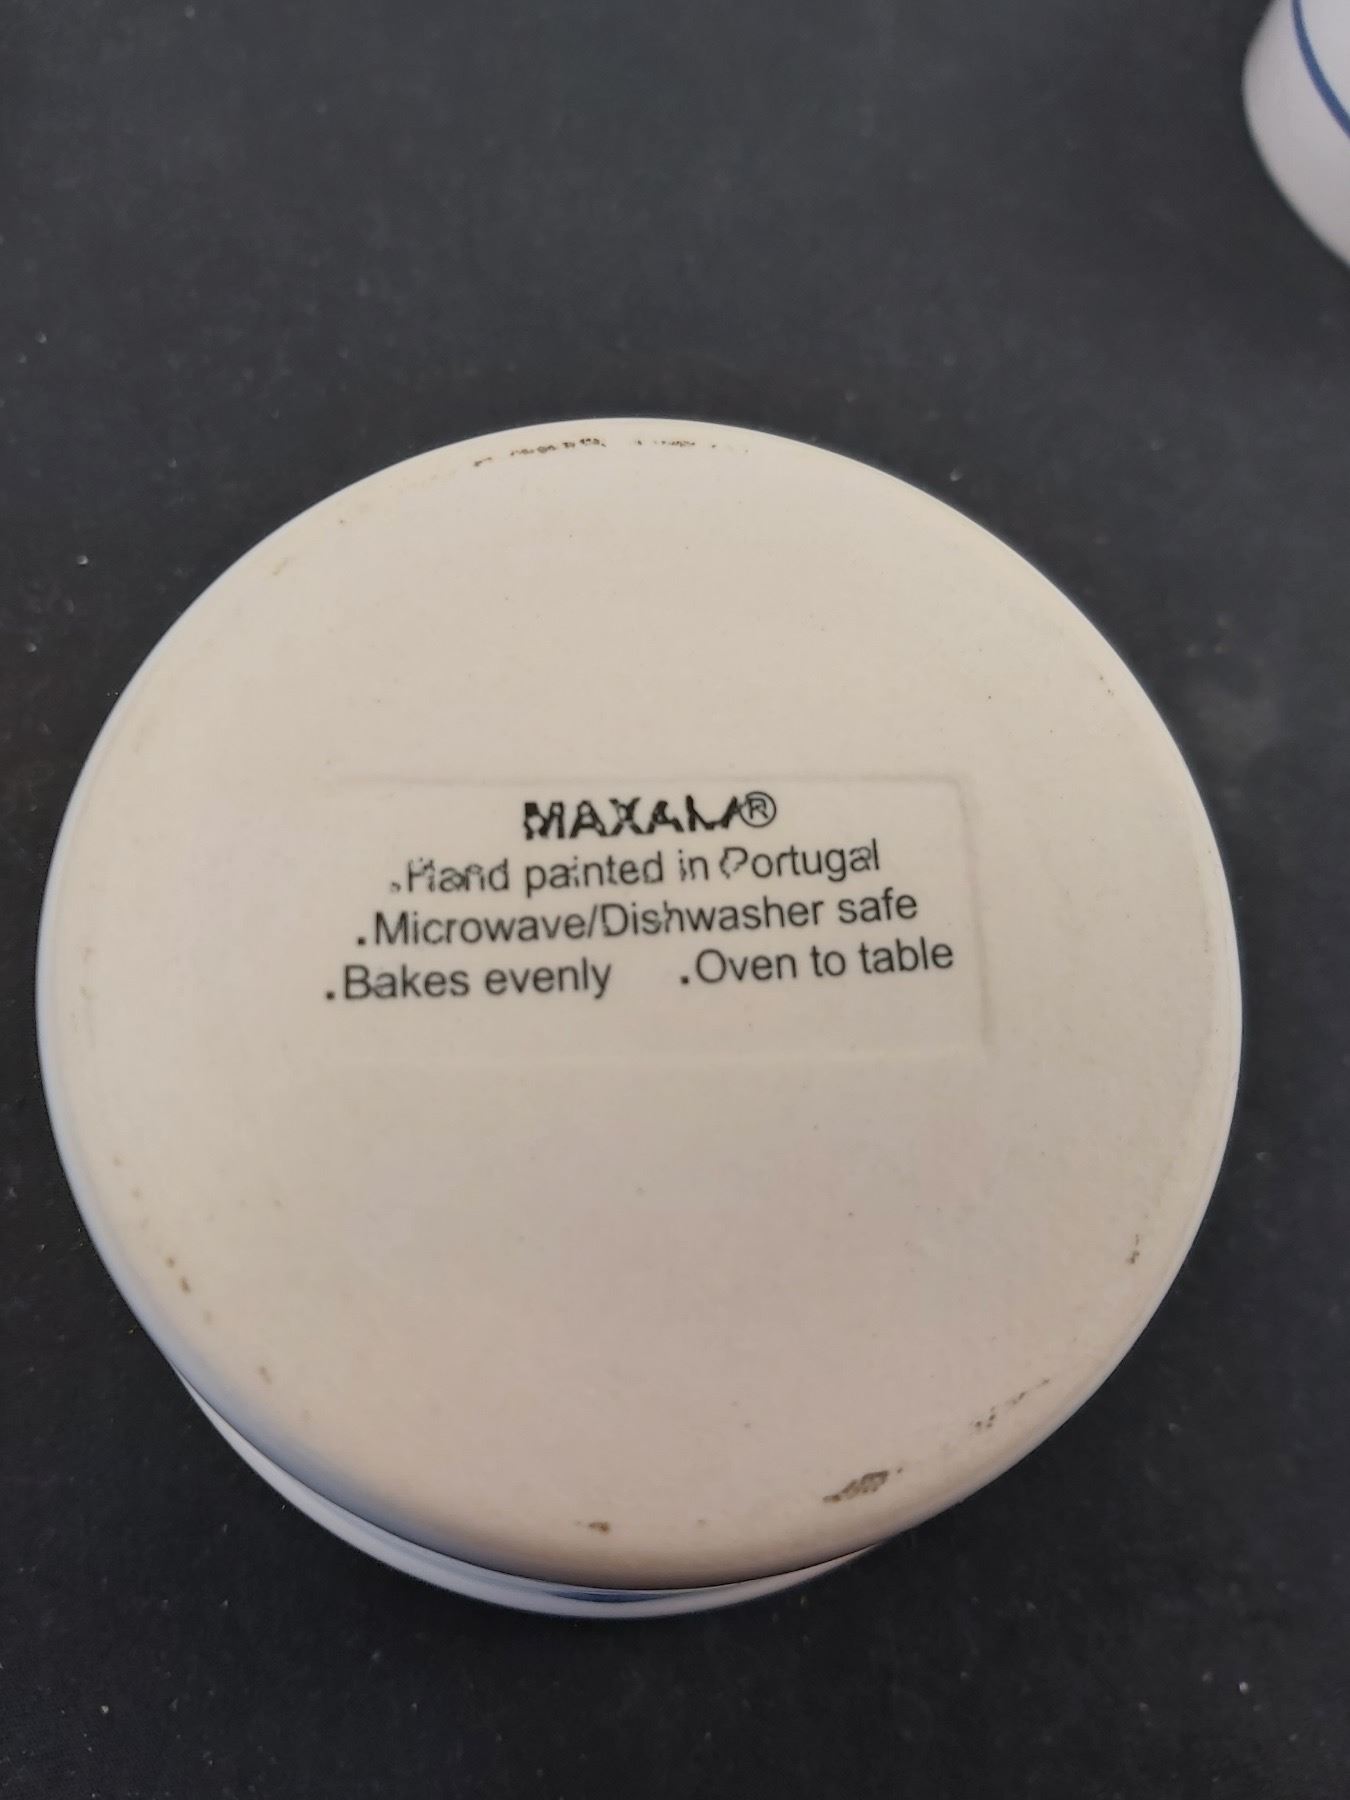 MAXAM®
.Hand painted in Portugal
.Microwave/Dishwasher safe
.Bakes evenly .Oven to table